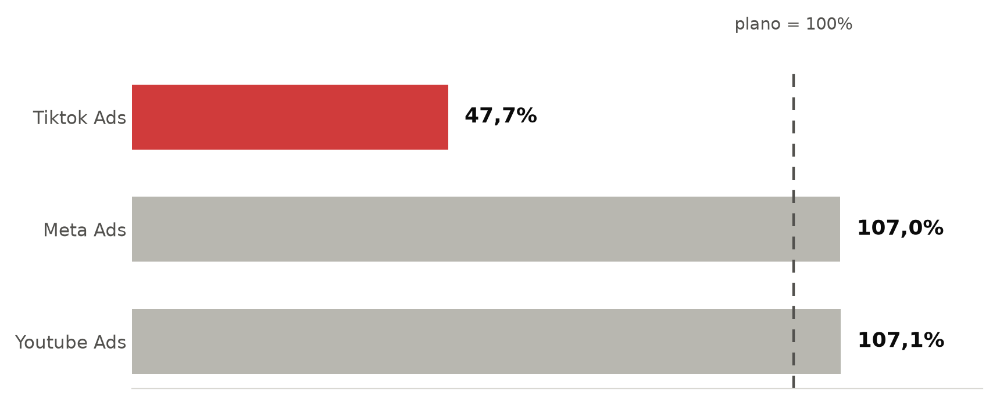 plano = 100%
Tiktok Ads 47,7%
Meta Ads 107,0%
Youtube Ads 107,1%